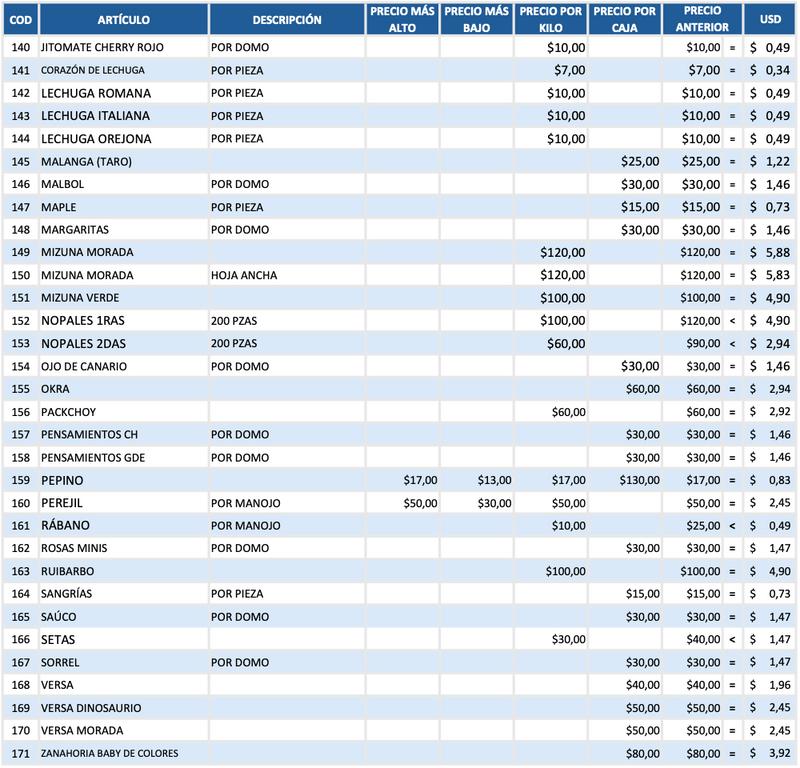 COD ARTÍCULO DESCRIPCIÓN PRECIO MÁS ALTO PRECIO MÁS BAJO PRECIO POR KILO PRECIO POR CAJA PRECIO ANTERIOR USD
140 JITOMATE CHERRY ROJO POR DOMO $10,00 $10,00 = $ 0,49
141 CORAZÓN DE LECHUGA POR PIEZA $7,00 $7,00 = $ 0,34
142 LECHUGA ROMANA POR PIEZA $10,00 $10,00 = $ 0,49
143 LECHUGA ITALIANA POR PIEZA $10,00 $10,00 = $ 0,49
144 LECHUGA OREJONA POR PIEZA $10,00 $10,00 = $ 0,49
145 MALANGA (TARO) $25,00 $25,00 = $ 1,22
146 MALBOL POR DOMO $30,00 $30,00 = $ 1,46
147 MAPLE POR PIEZA $15,00 $15,00 = $ 0,73
148 MARGARITAS POR DOMO $30,00 $30,00 = $ 1,46
149 MIZUNA MORADA $120,00 $120,00 = $ 5,88
150 MIZUNA MORADA HOJA ANCHA $120,00 $120,00 = $ 5,83
151 MIZUNA VERDE $100,00 $100,00 = $ 4,90
152 NOPALES 1RAS 200 PZAS $100,00 $120,00 < $ 4,90
153 NOPALES 2DAS 200 PZAS $60,00 $90,00 < $ 2,94
154 OJO DE CANARIO POR DOMO $30,00 $30,00 = $ 1,46
155 OKRA $60,00 $60,00 = $ 2,94
156 PACKCHOY $60,00 $60,00 = $ 2,92
157 PENSAMIENTOS CH POR DOMO $30,00 $30,00 = $ 1,46
158 PENSAMIENTOS GDE POR DOMO $30,00 $30,00 = $ 1,46
159 PEPINO $17,00 $13,00 $17,00 $130,00 $17,00 = $ 0,83
160 PEREJIL POR MANOJO $50,00 $30,00 $50,00 $50,00 = $ 2,45
161 RÁBANO POR MANOJO $10,00 $25,00 < $ 0,49
162 ROSAS MINIS POR DOMO $30,00 $30,00 = $ 1,47
163 RUIBARBO $100,00 $100,00 = $ 4,90
164 SANGRÍAS POR PIEZA $15,00 $15,00 = $ 0,73
165 SAÚCO POR DOMO $30,00 $30,00 = $ 1,47
166 SETAS $30,00 $40,00 < $ 1,47
167 SORREL POR DOMO $30,00 $30,00 = $ 1,47
168 VERSA $40,00 $40,00 = $ 1,96
169 VERSA DINOSAURIO $50,00 $50,00 = $ 2,45
170 VERSA MORADA $50,00 $50,00 = $ 2,45
171 ZANAHORIA BABY DE COLORES $80,00 $80,00 = $ 3,92